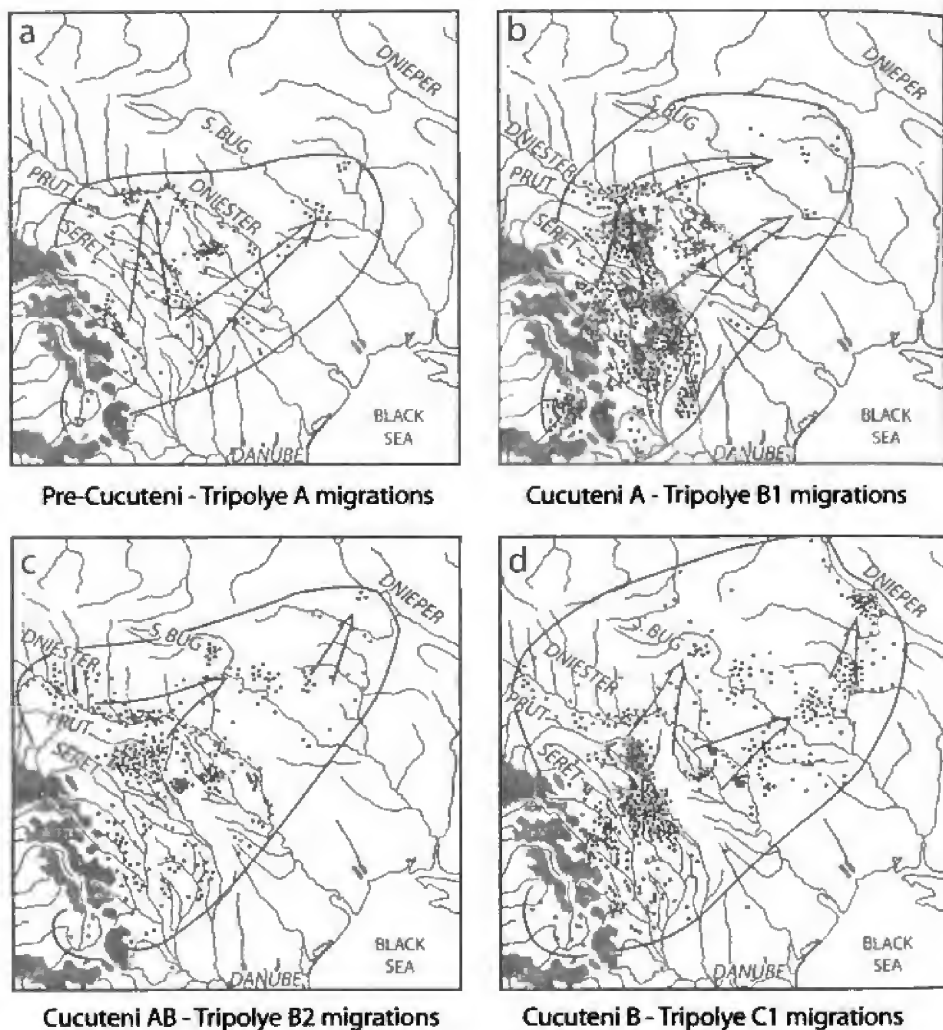 a
DNIEPER
S. BUG
DNIESTER
PRUT
SERET
BLACK
SEA
DANUBE
Pre-Cucuteni - Tripolye A migrations
b
DNIEPER
S.BUG
DNIESTER
PRUT
SERET
BLACK
SEA
DANUBE
Cucuteni A - Tripolye B1 migrations
c
DNIEPER
S. BUG
DNIESTER
PRUT
SERET
BLACK
SEA
DANUBE
Cucuteni AB - Tripolye B2 migrations
d
DNIEPER
S. BUG
DNIESTER
PRUT
SERET
BLACK
SEA
DANUBE
Cucuteni B - Tripolye C1 migrations